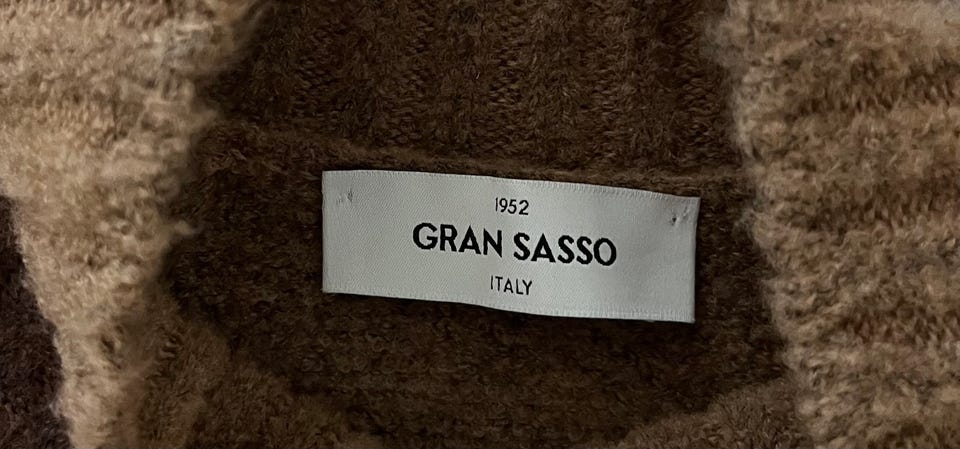 1952
GRAN SASSO
ITALY